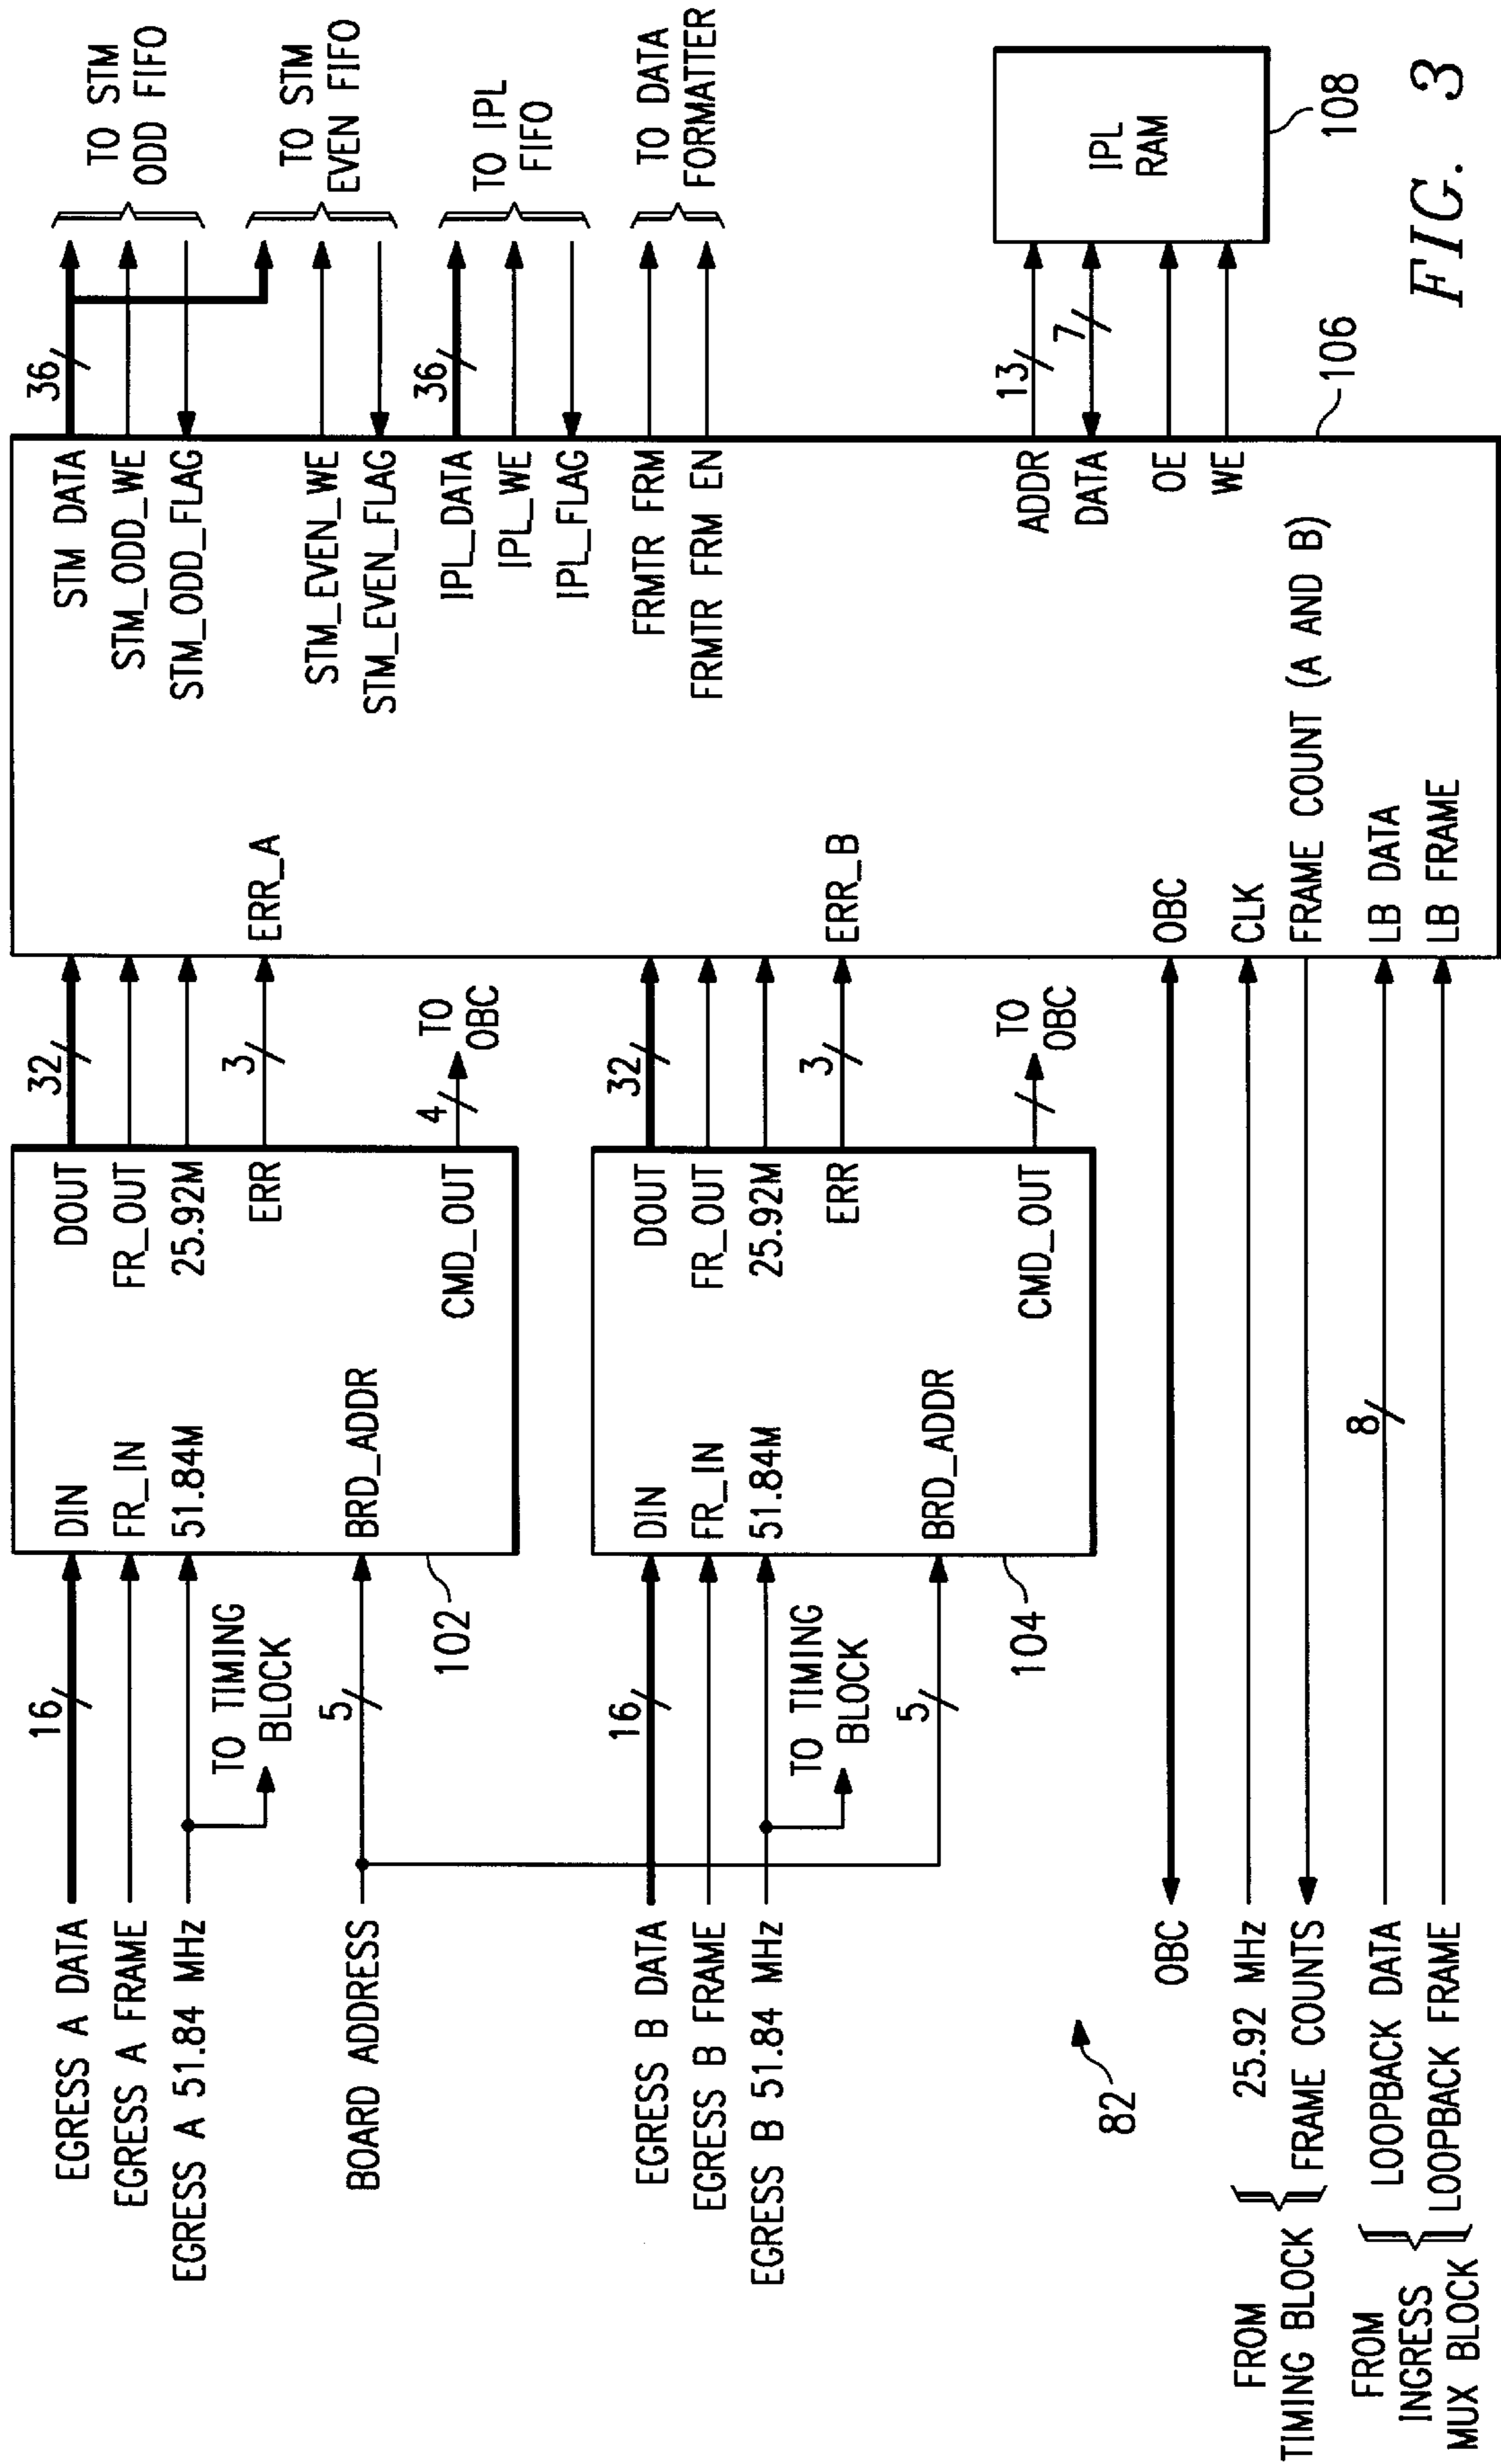 EGRESS A DATA
EGRESS A FRAME
EGRESS A 51.84 MHz
BOARD ADDRESS
EGRESS B DATA
EGRESS B FRAME
EGRESS B 51.84 MHz
82
OBC
25.92 MHz
FRAME COUNTS
LOOPBACK DATA
LOOPBACK FRAME
FROM
TIMING BLOCK
FROM
INGRESS
MUX BLOCK
16
TO TIMING
BLOCK
5
16
TO TIMING
BLOCK
5
8
DIN
FR_IN
51.84M
BRD_ADDR
DOUT
FR_OUT
25.92M
ERR
CMD_OUT
102
DIN
FR_IN
51.84M
BRD_ADDR
DOUT
FR_OUT
25.92M
ERR
CMD_OUT
104
32
3
4
TO
OBC
32
3
TO
OBC
ERR_A
ERR_B
OBC
CLK
FRAME COUNT (A AND B)
LB DATA
LB FRAME
STM DATA
STM_ODD_WE
STM_ODD_FLAG
STM_EVEN_WE
STM_EVEN_FLAG
IPL_DATA
IPL_WE
IPL_FLAG
FRMTR FRM
FRMTR FRM EN
ADDR
DATA
OE
WE
106
36
36
13
7
TO STM
ODD FIFO
TO STM
EVEN FIFO
TO IPL
FIFO
TO DATA
FORMATTER
IPL
RAM
108
FIG. 3